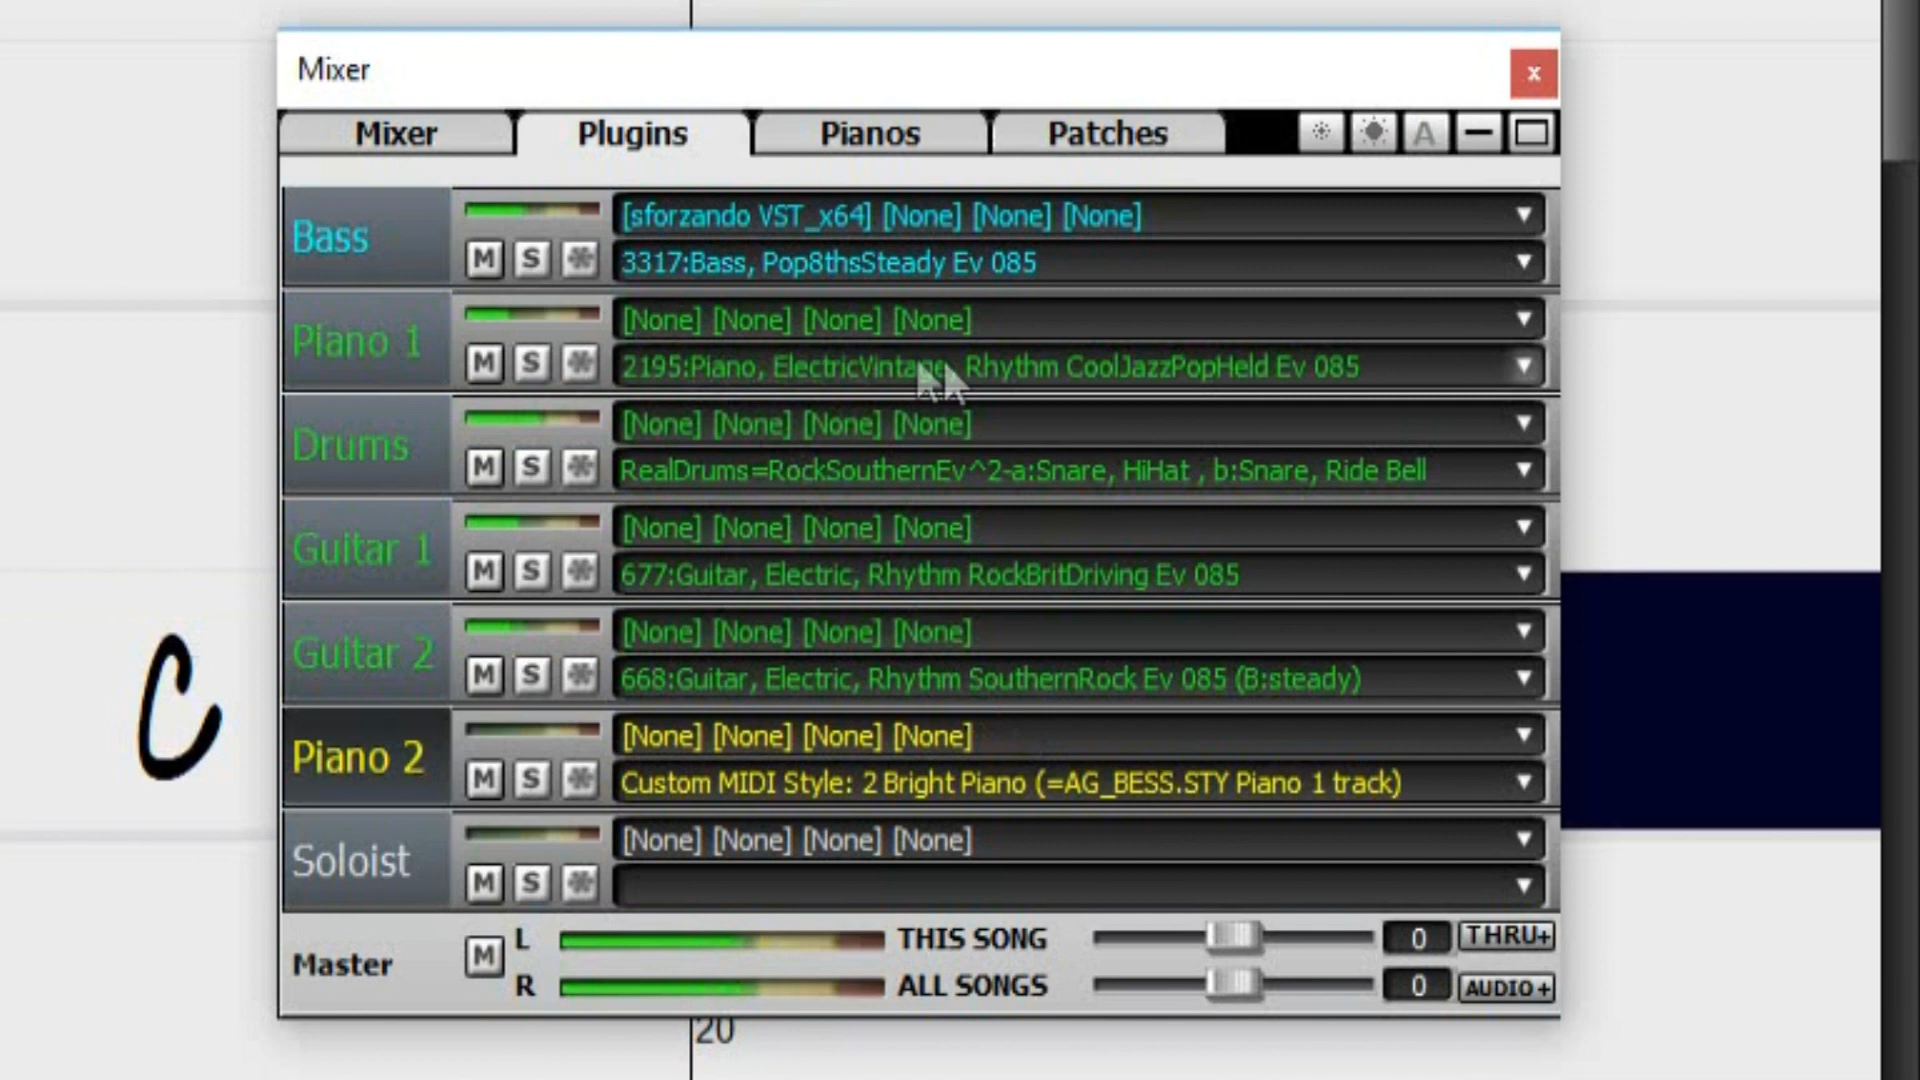 Mixer
x
Mixer Plugins Pianos Patches A
Bass
[sforzando VST_x64] [None] [None] [None]
M S
3317:Bass, Pop8thsSteady Ev 085
Piano 1
[None] [None] [None] [None]
M S
2195:Piano, ElectricVintage, Rhythm CoolJazzPopHeld Ev 085
Drums
[None] [None] [None] [None]
M S
RealDrums=RockSouthernEv^2-a:Snare, HiHat , b:Snare, Ride Bell
Guitar 1
[None] [None] [None] [None]
M S
677:Guitar, Electric, Rhythm RockBritDriving Ev 085
Guitar 2
[None] [None] [None] [None]
M S
668:Guitar, Electric, Rhythm SouthernRock Ev 085 (B:steady)
C
Piano 2
[None] [None] [None] [None]
M S
Custom MIDI Style: 2 Bright Piano (=AG_BESS.STY Piano 1 track)
Soloist
[None] [None] [None] [None]
M S
Master
M
L THIS SONG 0 THRU+
R ALL SONGS 0 AUDIO+
20